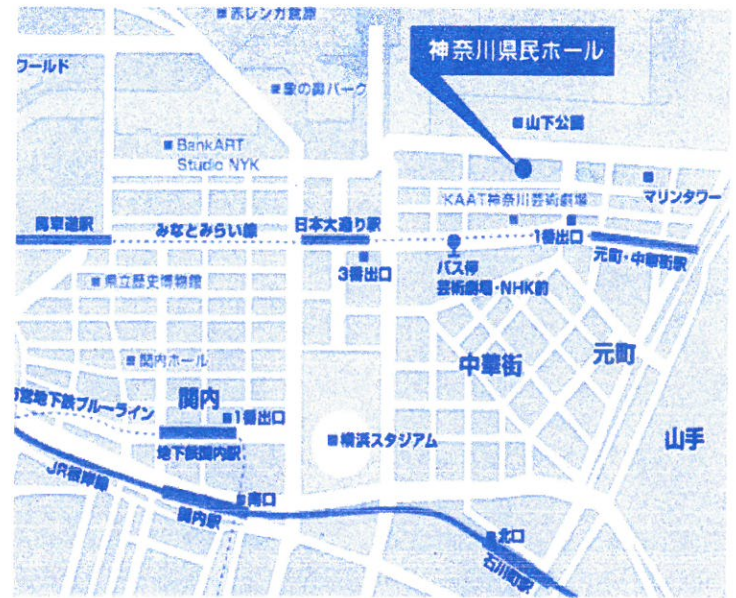 ■赤レンガ倉庫
神奈川県民ホール
ワールド
■象の鼻パーク
■山下公園
■BankART
Studio NYK
マリンタワー
KAAT神奈川芸術劇場
馬車道駅
みなとみらい線
日本大通り駅
1番出口
元町・中華街駅
3番出口
バス停
芸術劇場・NHK前
■県立歴史博物館
■関内ホール
中華街
元町
関内
営地下鉄ブルーライン
■1番出口
地下鉄関内駅
■横浜スタジアム
山手
JR根岸線
■南口
関内駅
北口
石川町駅